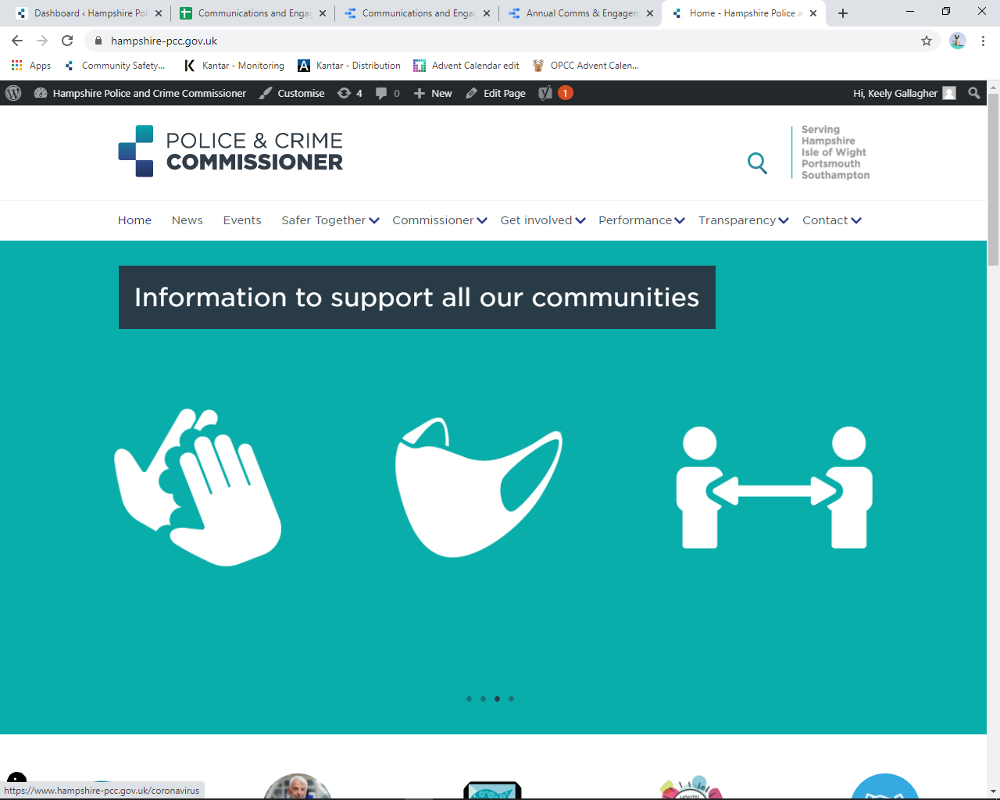 Dashboard ‹ Hampshire Pol
Communications and Engag
Communications and Engag
Annual Comms & Engagem
Home - Hampshire Police a
hampshire-pcc.gov.uk
Apps
Community Safety...
Kantar - Monitoring
Kantar - Distribution
Advent Calendar edit
OPCC Advent Calen...
Hampshire Police and Crime Commissioner
Customise
4
0
New
Edit Page
1
Hi, Keely Gallagher
POLICE & CRIME
COMMISSIONER
Serving
Hampshire
Isle of Wight
Portsmouth
Southampton
Home
News
Events
Safer Together
Commissioner
Get involved
Performance
Transparency
Contact
Information to support all our communities
YOUTH
https://www.hampshire-pcc.gov.uk/coronavirus